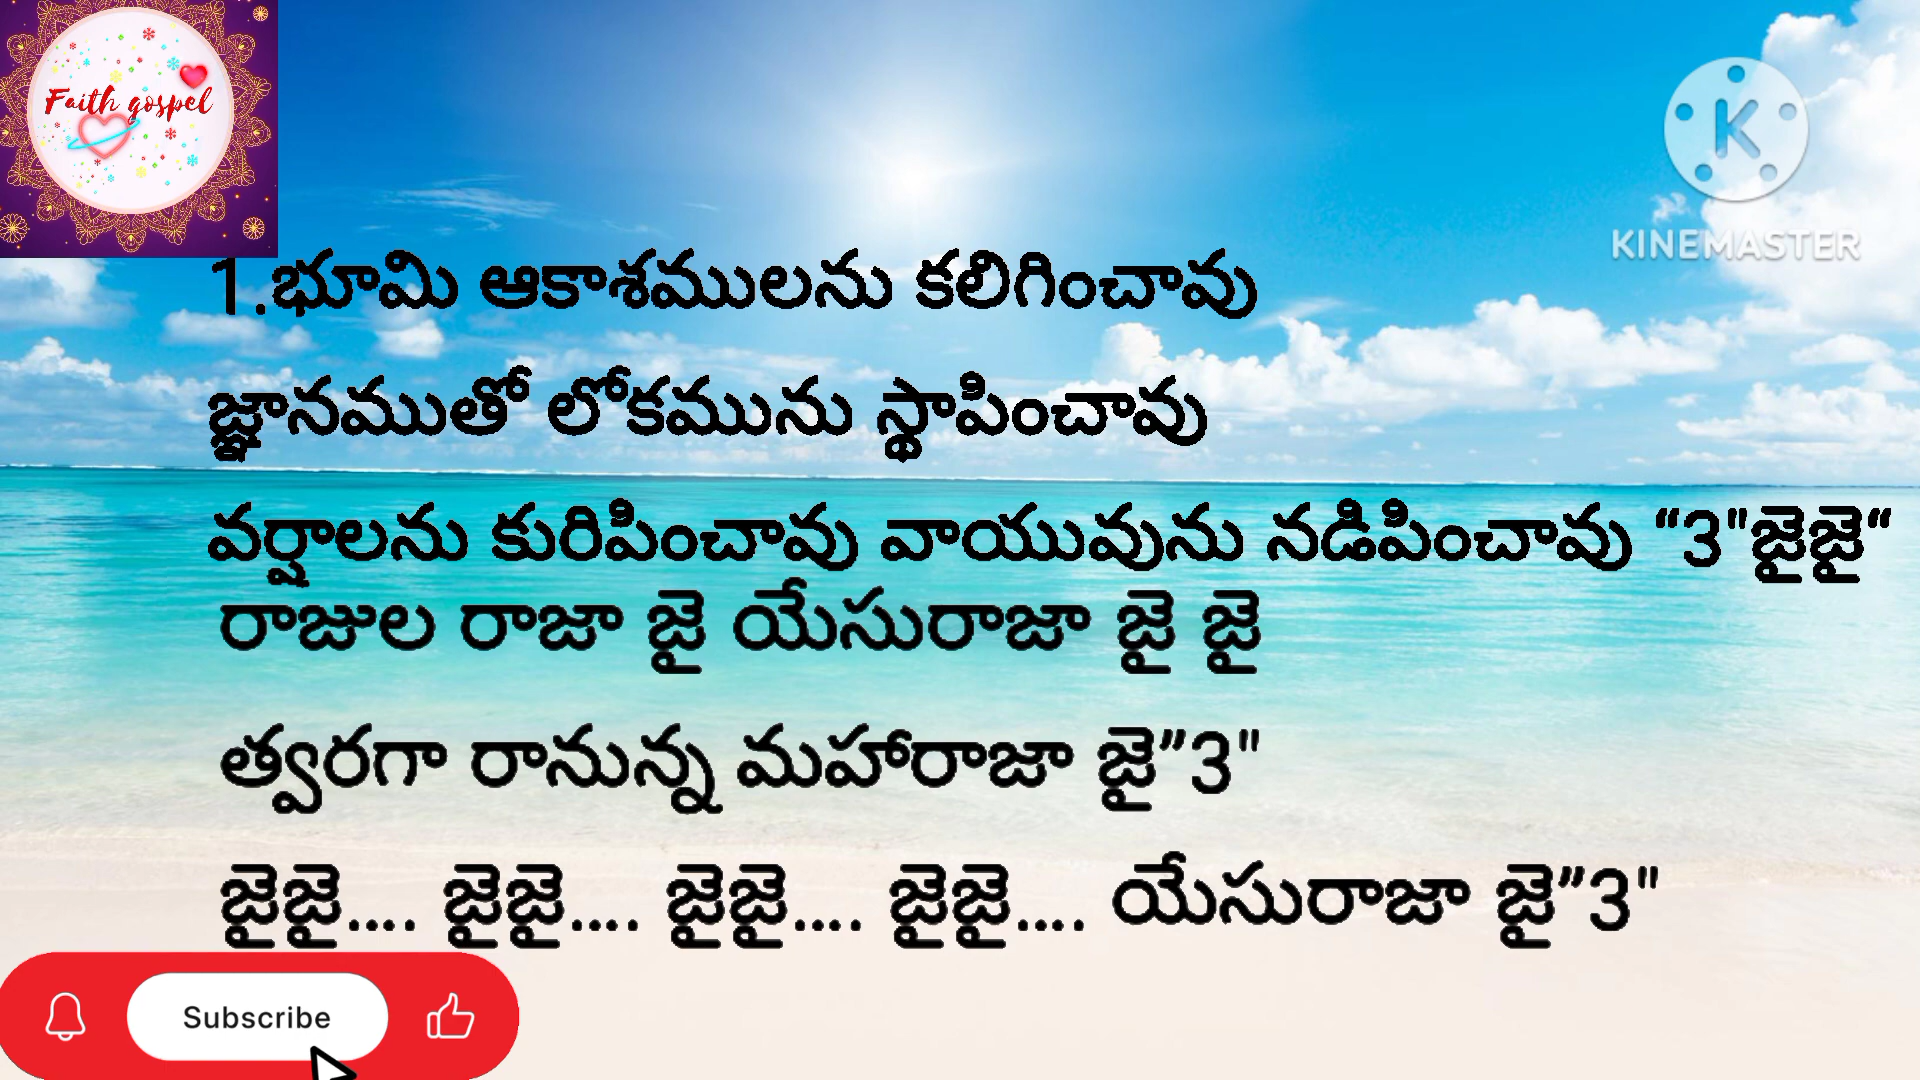 Faith gospel
KINEMASTER
1.భూమి ఆకాశములను కలిగించావు
జ్ఞానముతో లోకమును స్థాపించావు
వర్షాలను కురిపించావు వాయువును నడిపించావు “3"జైజై“
రాజుల రాజా జై యేసురాజా జై జై
త్వరగా రానున్న మహారాజా జై”3"
జైజై.... జైజై.... జైజై.... జైజై.... యేసురాజా జై”3"
Subscribe